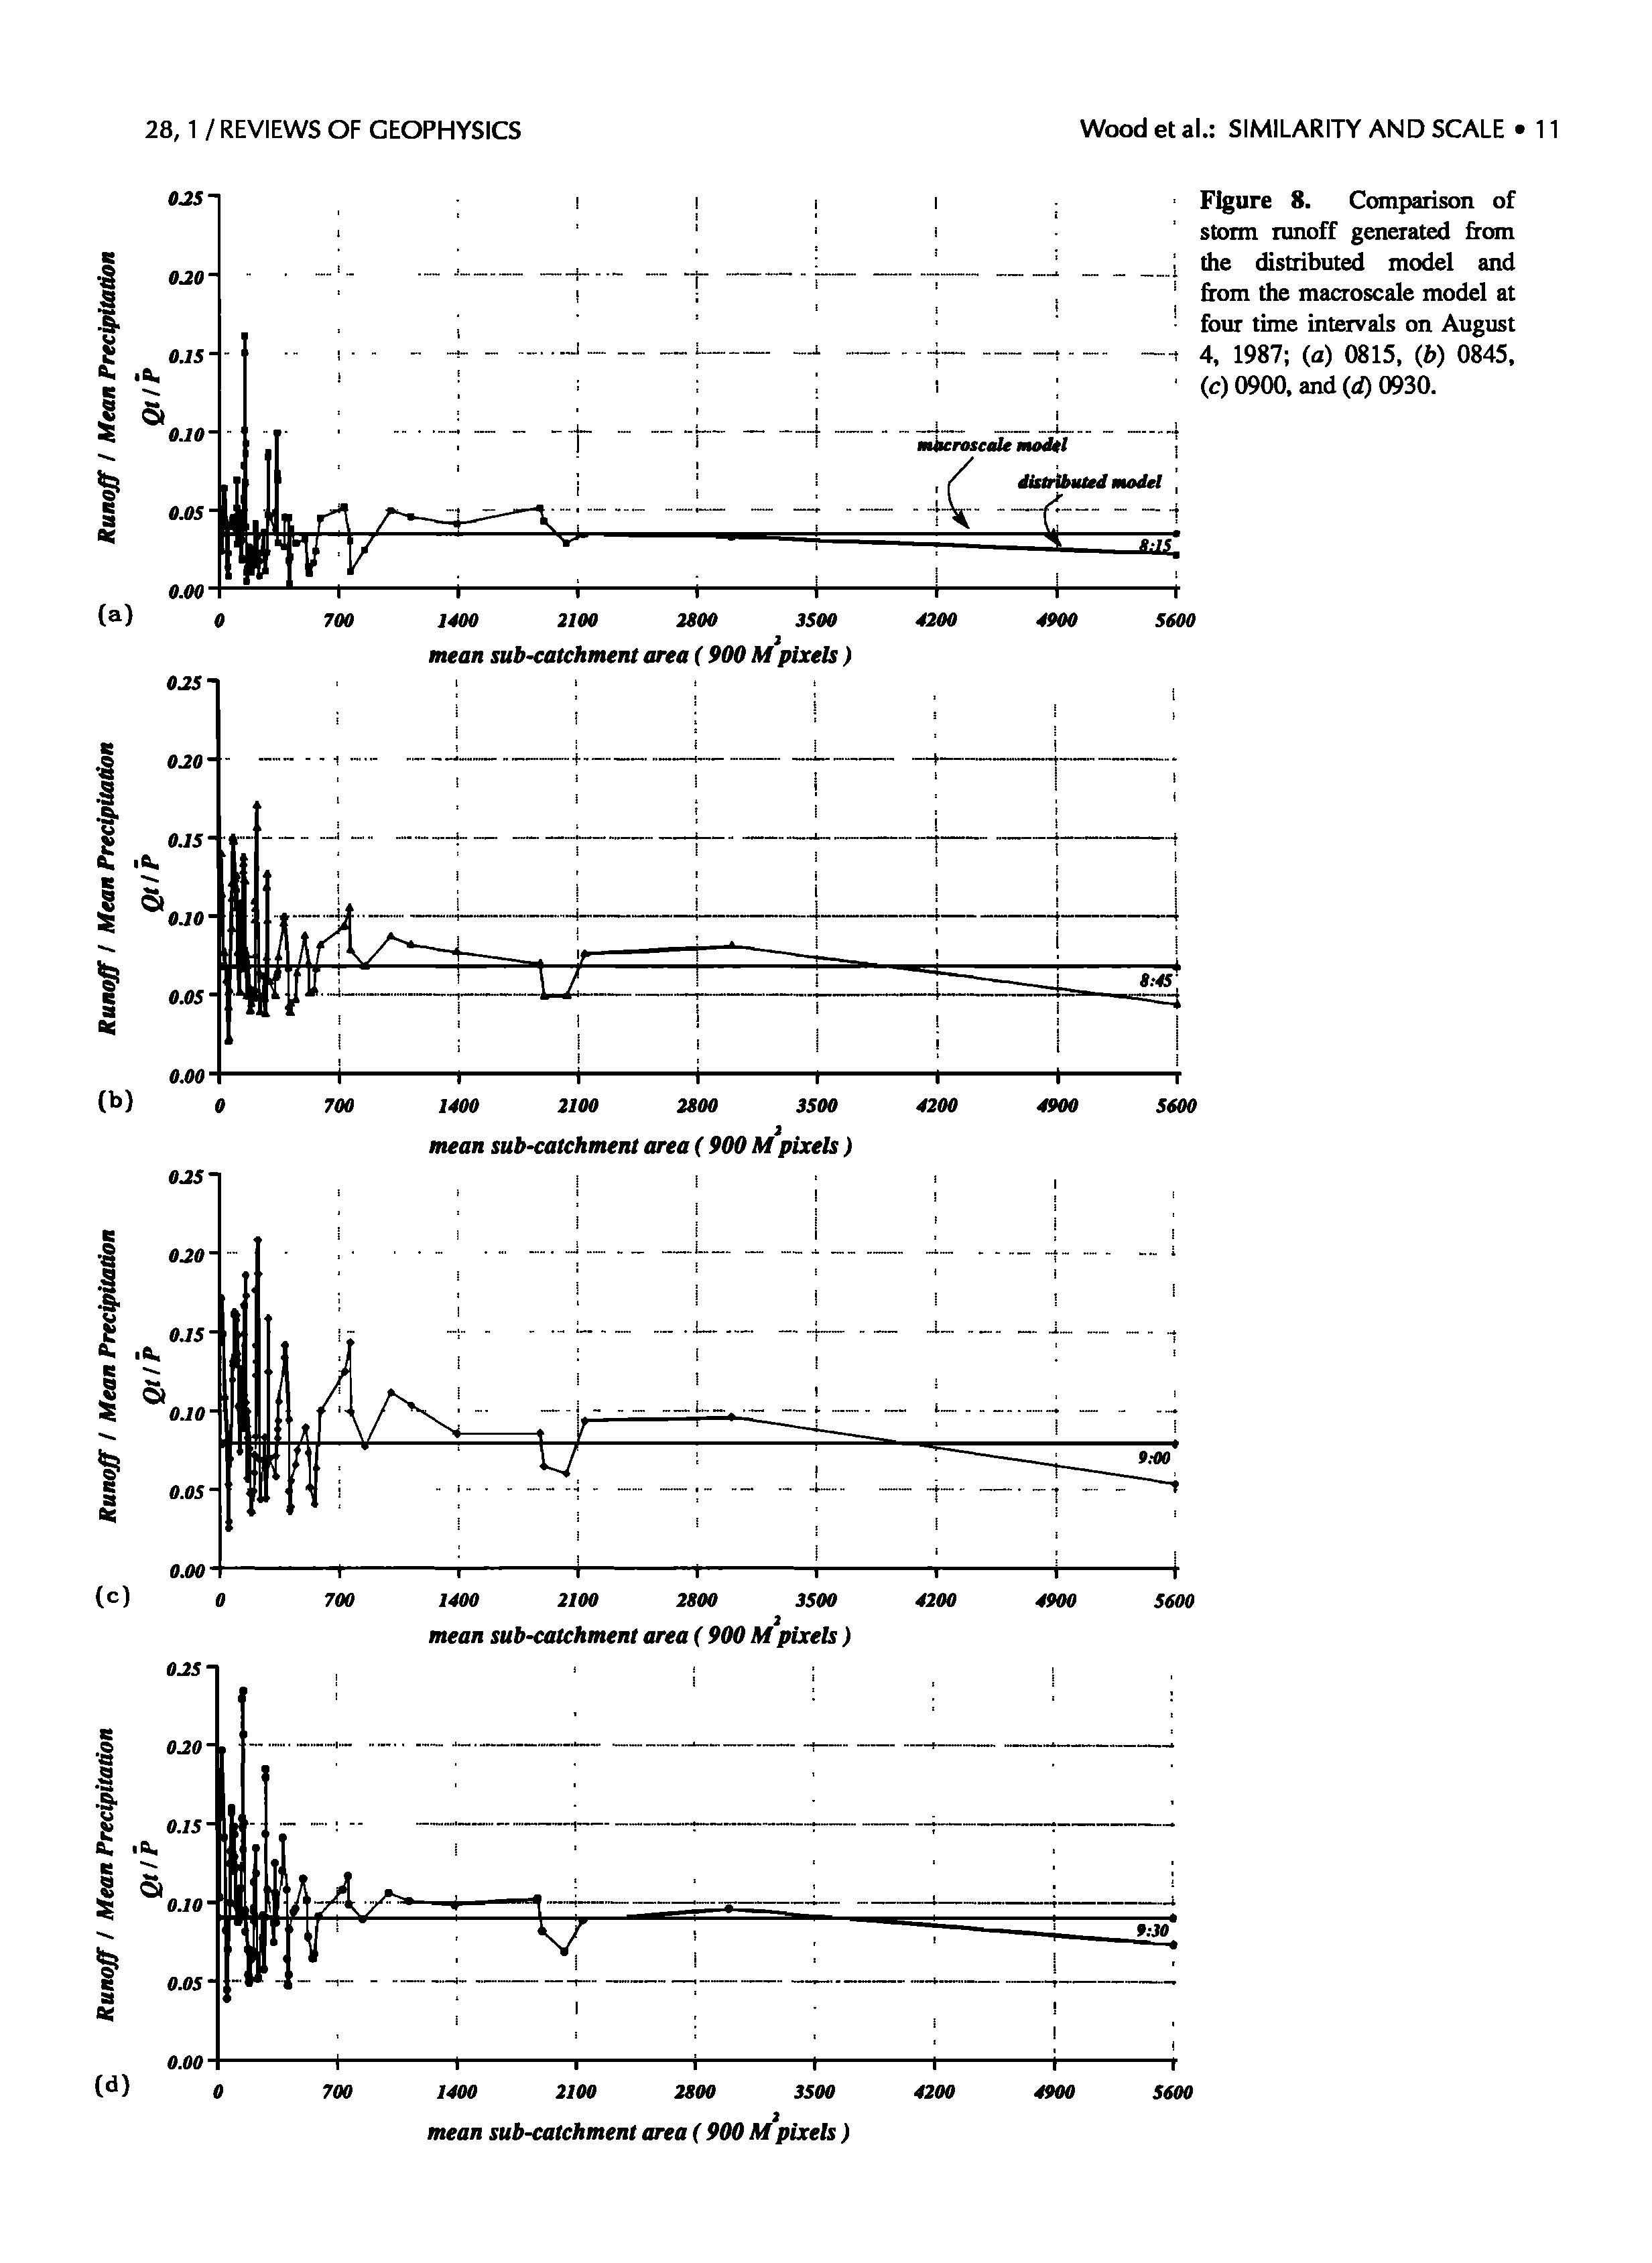 28, 1 / REVIEWS OF GEOPHYSICS
Wood et al.: SIMILARITY AND SCALE • 11
Figure 8. Comparison of
storm runoff generated from
the distributed model and
from the macroscale model at
four time intervals on August
4, 1987; (a) 0815, (b) 0845,
(c) 0900, and (d) 0930.
Runoff / Mean Precipitation
Qt / P̄
0.25
0.20
0.15
0.10
0.05
0.00
macroscale model
distributed model
8:15
(a)
0 700 1400 2100 2800 3500 4200 4900 5600
mean sub-catchment area ( 900 M² pixels )
Runoff / Mean Precipitation
Qt / P̄
0.25
0.20
0.15
0.10
0.05
0.00
8:45
(b)
0 700 1400 2100 2800 3500 4200 4900 5600
mean sub-catchment area ( 900 M² pixels )
Runoff / Mean Precipitation
Qt / P̄
0.25
0.20
0.15
0.10
0.05
0.00
9:00
(c)
0 700 1400 2100 2800 3500 4200 4900 5600
mean sub-catchment area ( 900 M² pixels )
Runoff / Mean Precipitation
Qt / P̄
0.25
0.20
0.15
0.10
0.05
0.00
9:30
(d)
0 700 1400 2100 2800 3500 4200 4900 5600
mean sub-catchment area ( 900 M² pixels )